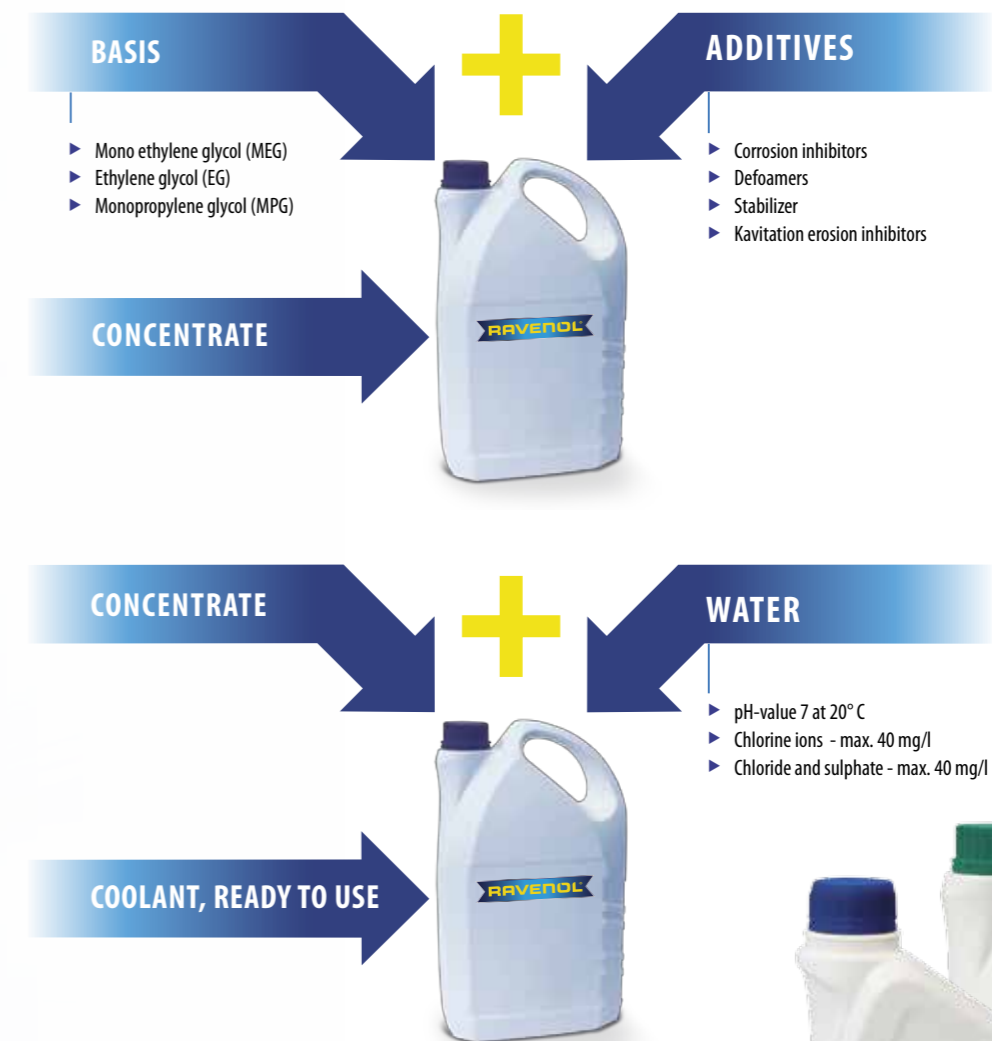 BASIS
ADDITIVES
Mono ethylene glycol (MEG)
Ethylene glycol (EG)
Monopropylene glycol (MPG)
Corrosion inhibitors
Defoamers
Stabilizer
Kavitation erosion inhibitors
CONCENTRATE
RAVENOL
CONCENTRATE
WATER
pH-value 7 at 20° C
Chlorine ions - max. 40 mg/l
Chloride and sulphate - max. 40 mg/l
COOLANT, READY TO USE
RAVENOL